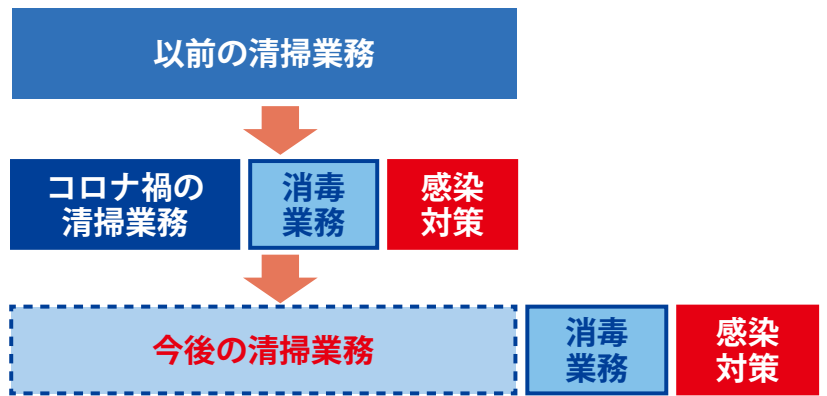 以前の清掃業務
コロナ禍の
清掃業務
消毒
業務
感染
対策
今後の清掃業務
消毒
業務
感染
対策